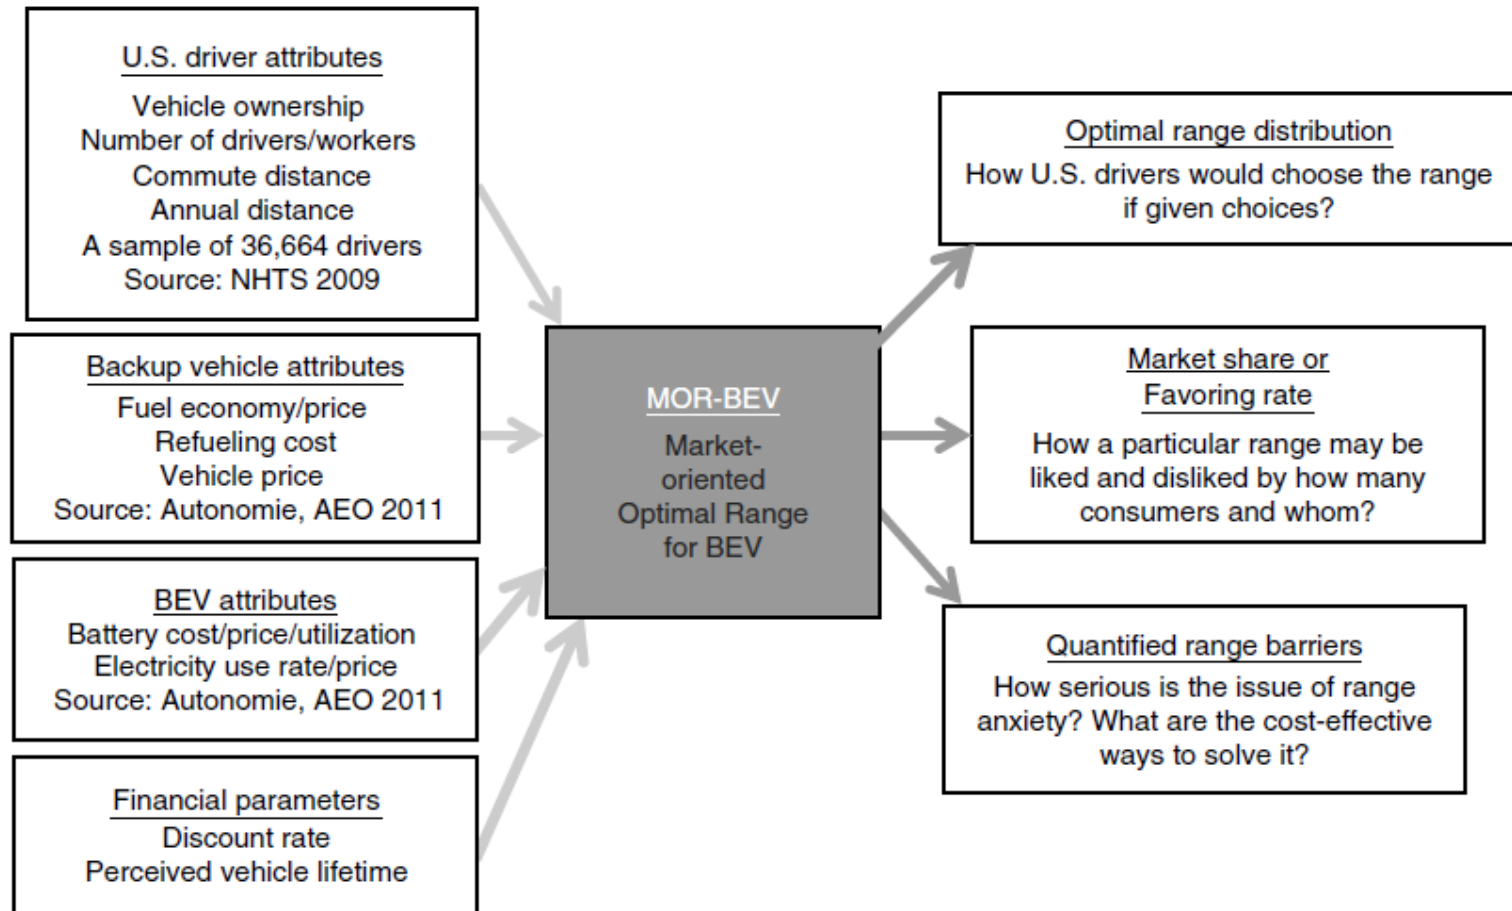 U.S. driver attributes
Vehicle ownership
Number of drivers/workers
Commute distance
Annual distance
A sample of 36,664 drivers
Source: NHTS 2009
Backup vehicle attributes
Fuel economy/price
Refueling cost
Vehicle price
Source: Autonomie, AEO 2011
BEV attributes
Battery cost/price/utilization
Electricity use rate/price
Source: Autonomie, AEO 2011
Financial parameters
Discount rate
Perceived vehicle lifetime
MOR-BEV
Market-
oriented
Optimal Range
for BEV
Optimal range distribution
How U.S. drivers would choose the range
if given choices?
Market share or
Favoring rate
How a particular range may be
liked and disliked by how many
consumers and whom?
Quantified range barriers
How serious is the issue of range
anxiety? What are the cost-effective
ways to solve it?